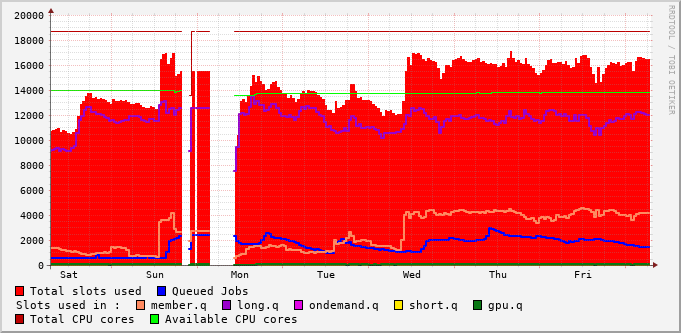 20000
18000
16000
14000
12000
10000
8000
6000
4000
2000
0
Sat Sun Mon Tue Wed Thu Fri
RRDTOOL / TOBI OETIKER
Total slots used Queued Jobs
Slots used in : member.q long.q ondemand.q short.q gpu.q
Total CPU cores Available CPU cores